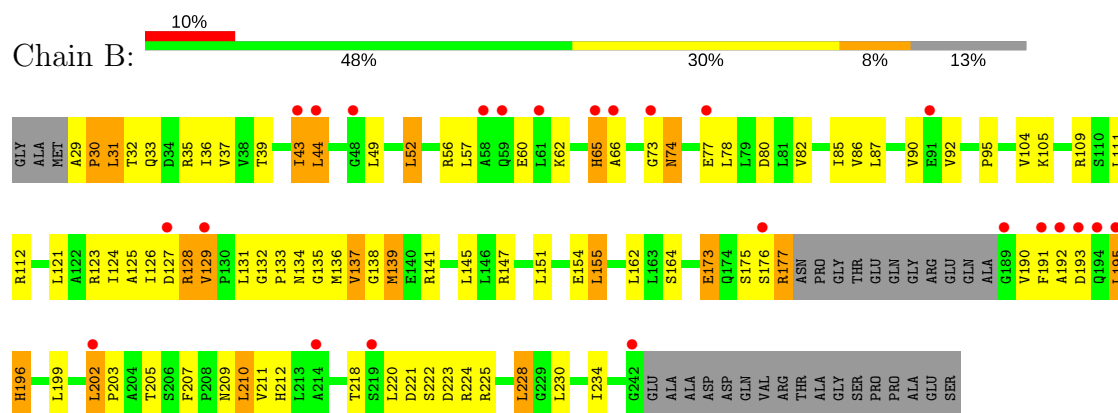 10%
Chain B:
48% 30% 8% 13%
GLY ALA MET A29 P30 L31 T32 Q33 D34 R35 I36 V37 V38 T39 I43 L44 G48 L49 L52 R56 L57 A58 Q59 E60 L61 K62 H65 A66 G73 N74 E77 L78 L79 D80 L81 V82 I85 V86 L87 V90 E91 V92 P95 V104 K105 R109 S110 L111
R112 L121 A122 R123 I124 A125 I126 D127 R128 V129 P130 L131 G132 P133 N134 G135 M136 V137 G138 M139 E140 R141 L145 L146 R147 L151 E154 L155 L162 L163 S164 E173 Q174 S175 S176 R177 ASN PRO GLY THR GLU GLN GLY ARG GLU GLN ALA G189 V190 F191 A192 D193 Q194 L195
H196 L199 L202 P203 A204 T205 S206 F207 P208 N209 L210 V211 H212 L213 A214 T218 S219 L220 D221 S222 D223 R224 R225 L228 G229 L230 I234 G242 GLU ALA ALA ASP ASP GLN VAL ARG THR ALA GLY SER PRO PRO ALA GLU SER